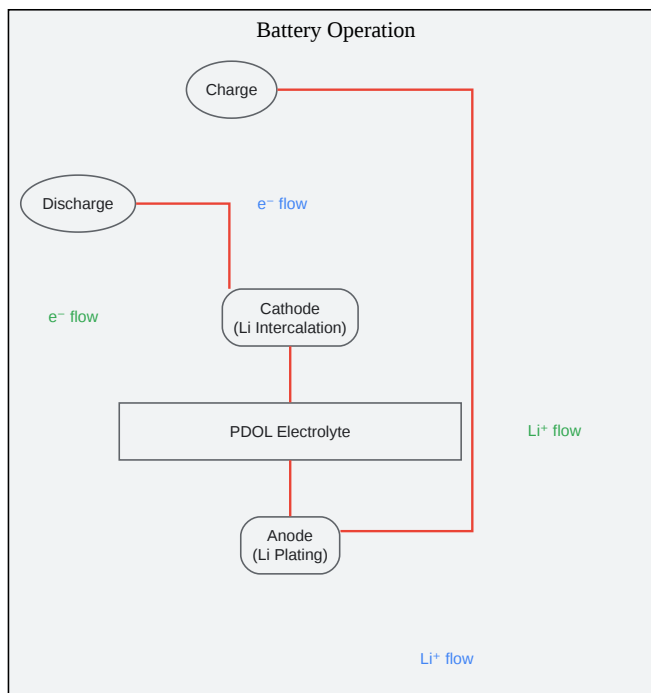 Battery Operation
Charge
Discharge
e⁻ flow
Cathode
(Li Intercalation)
e⁻ flow
PDOL Electrolyte
Li⁺ flow
Anode
(Li Plating)
Li⁺ flow